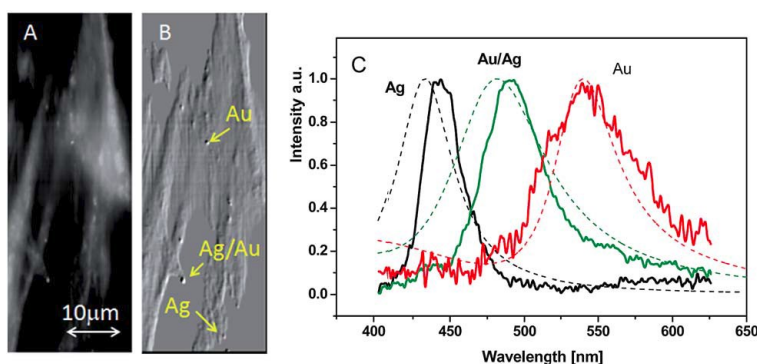 A
B
Au
Ag/Au
Ag
10μm
C
Ag
Au/Ag
Au
Intensity a.u.
1.0
0.8
0.6
0.4
0.2
0.0
400
450
500
550
600
650
Wavelength [nm]